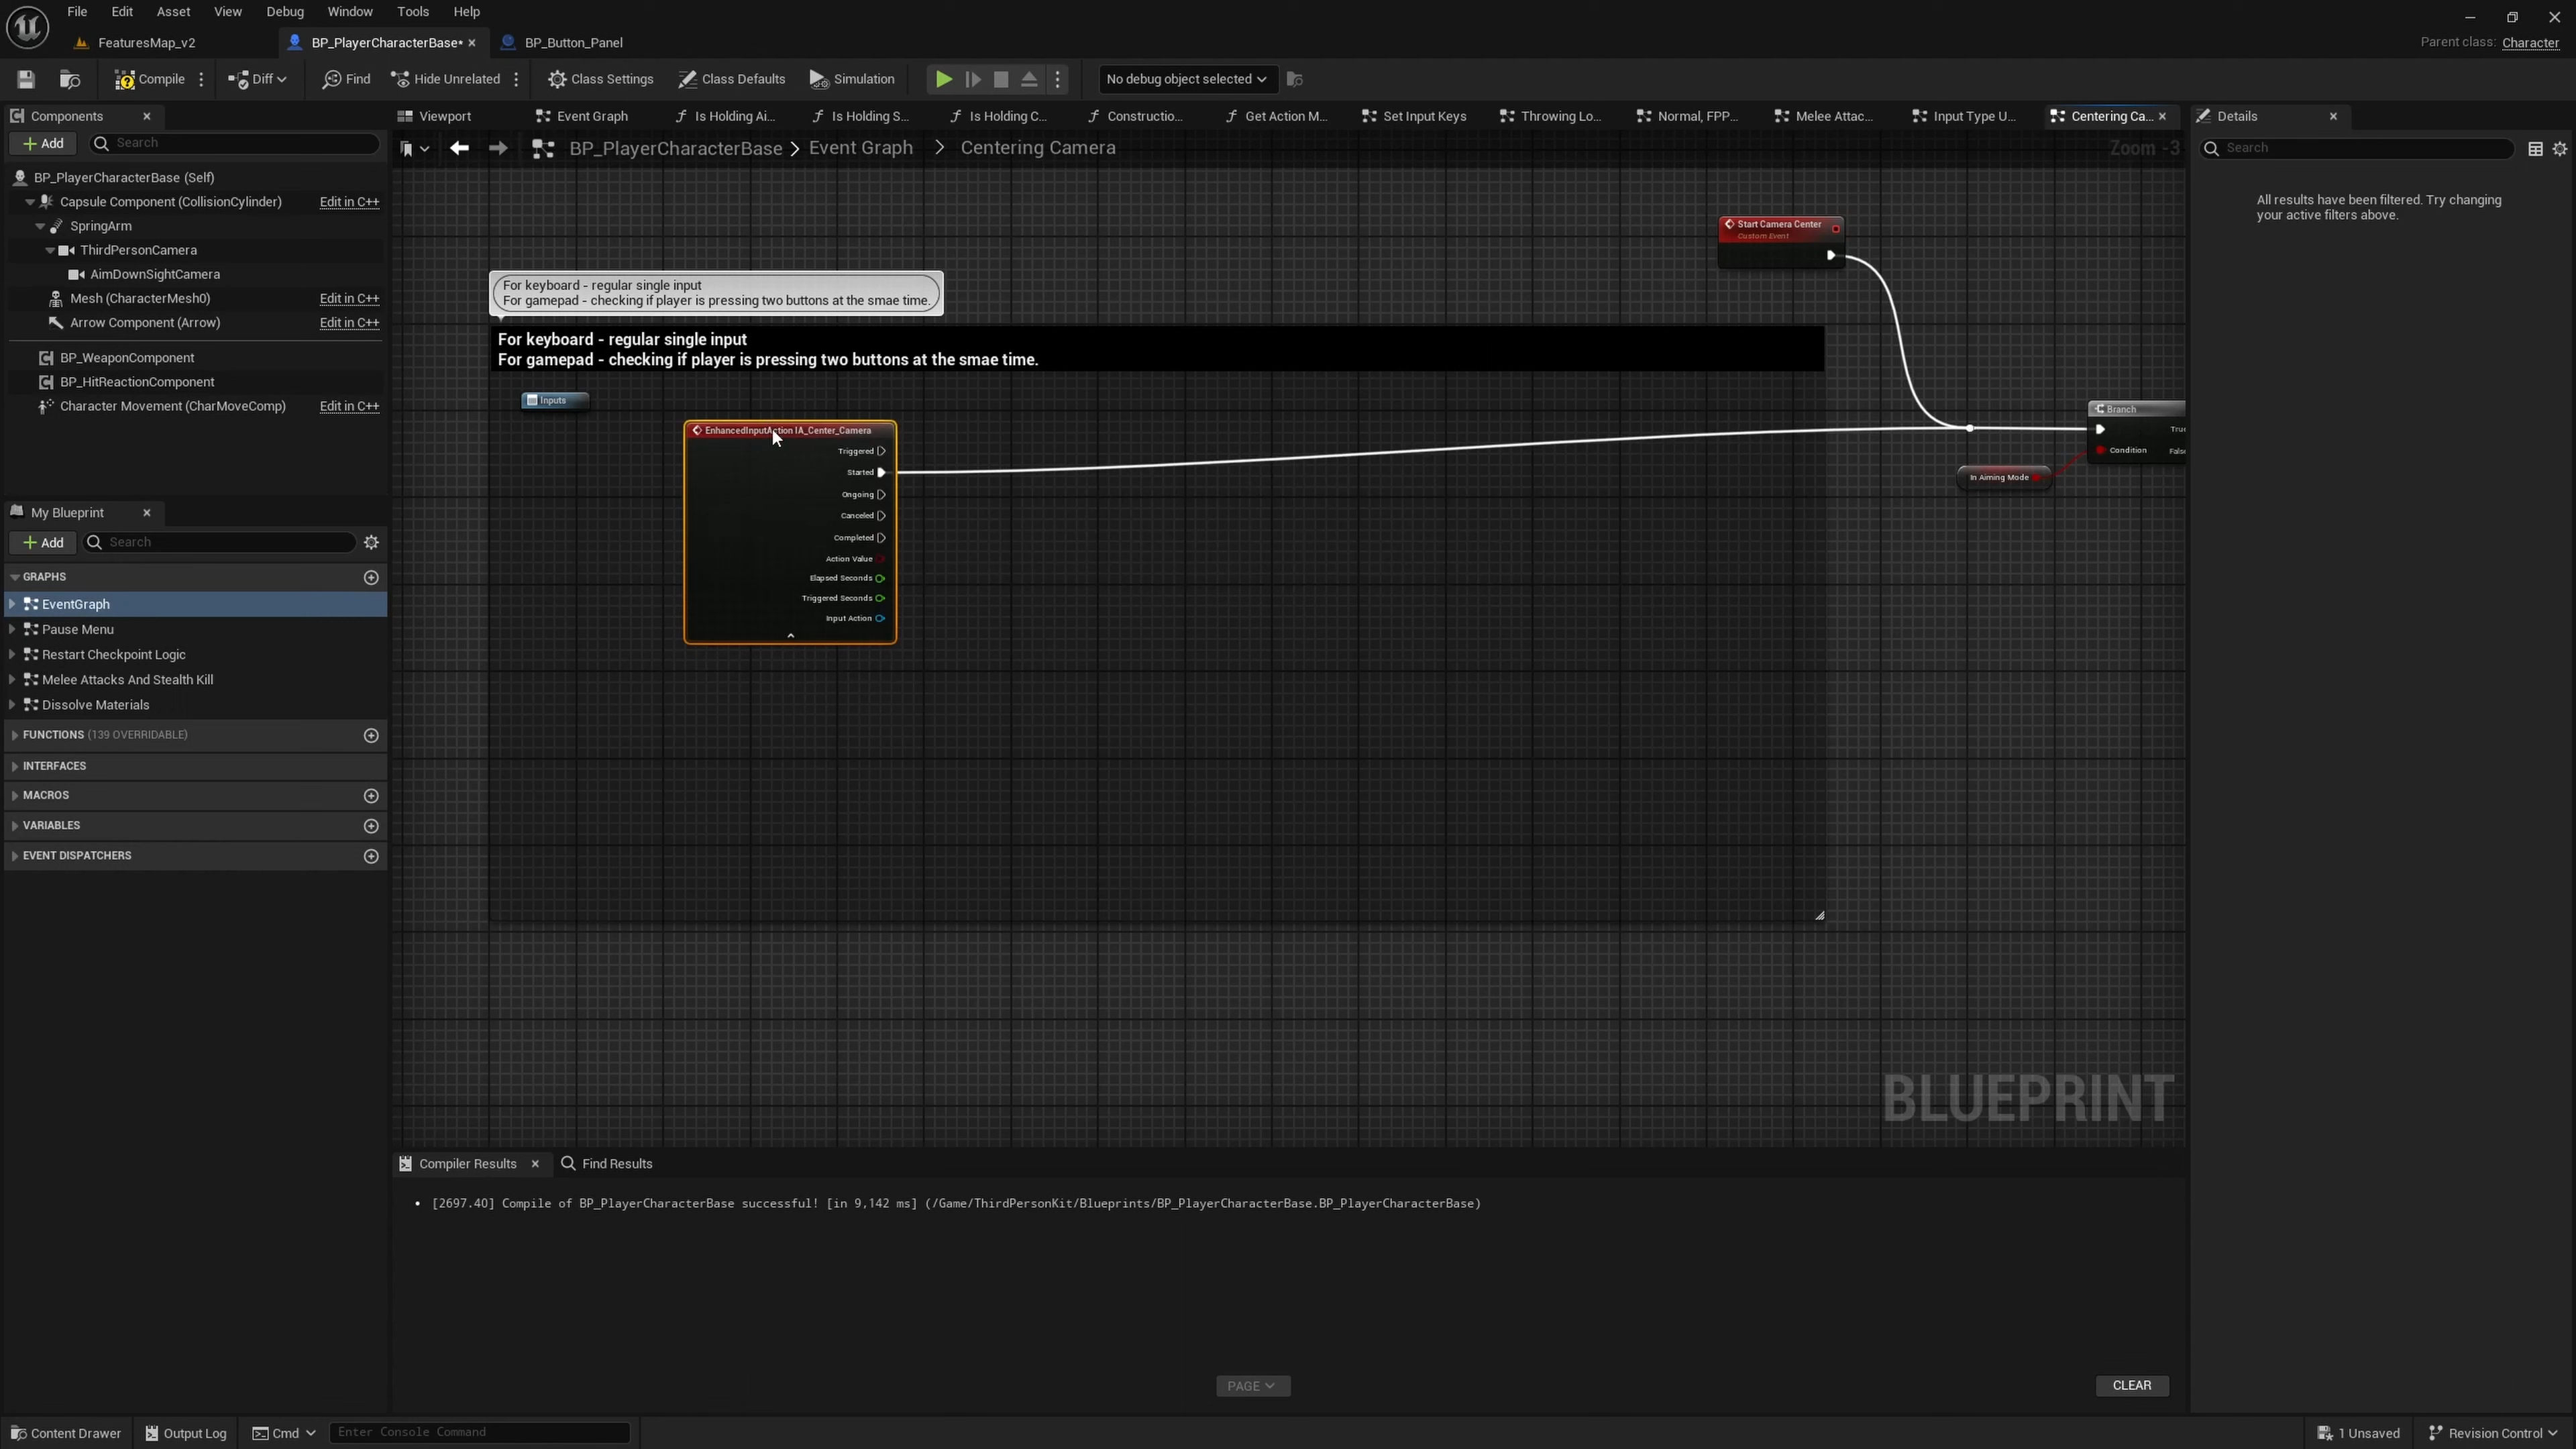 File Edit Asset View Debug Window Tools Help
FeaturesMap_v2 BP_PlayerCharacterBase* BP_Button_Panel
Parent class: Character
Compile Diff Find Hide Unrelated Class Settings Class Defaults Simulation No debug object selected
Components
Add Search
BP_PlayerCharacterBase (Self)
Capsule Component (CollisionCylinder) Edit in C++
SpringArm
ThirdPersonCamera
AimDownSightCamera
Mesh (CharacterMesh0) Edit in C++
Arrow Component (Arrow) Edit in C++
BP_WeaponComponent
BP_HitReactionComponent
Character Movement (CharMoveComp) Edit in C++
My Blueprint
Add Search
GRAPHS
EventGraph
Pause Menu
Restart Checkpoint Logic
Melee Attacks And Stealth Kill
Dissolve Materials
FUNCTIONS (139 OVERRIDABLE)
INTERFACES
MACROS
VARIABLES
EVENT DISPATCHERS
Viewport Event Graph Is Holding Ai... Is Holding S... Is Holding C... Constructio... Get Action M... Set Input Keys Throwing Lo... Normal, FPP... Melee Attac... Input Type U... Centering Ca...
BP_PlayerCharacterBase > Event Graph > Centering Camera
Zoom -3
Start Camera Center
Custom Event
For keyboard - regular single input
For gamepad - checking if player is pressing two buttons at the smae time.
For keyboard - regular single input
For gamepad - checking if player is pressing two buttons at the smae time.
Inputs
EnhancedInputAction IA_Center_Camera
Triggered
Started
Ongoing
Canceled
Completed
Action Value
Elapsed Seconds
Triggered Seconds
Input Action
Branch
True
Condition False
In Aiming Mode
BLUEPRINT
Details
Search
All results have been filtered. Try changing
your active filters above.
Compiler Results Find Results
• [2697.40] Compile of BP_PlayerCharacterBase successful! [in 9,142 ms] (/Game/ThirdPersonKit/Blueprints/BP_PlayerCharacterBase.BP_PlayerCharacterBase)
PAGE
CLEAR
Content Drawer Output Log Cmd Enter Console Command 1 Unsaved Revision Control